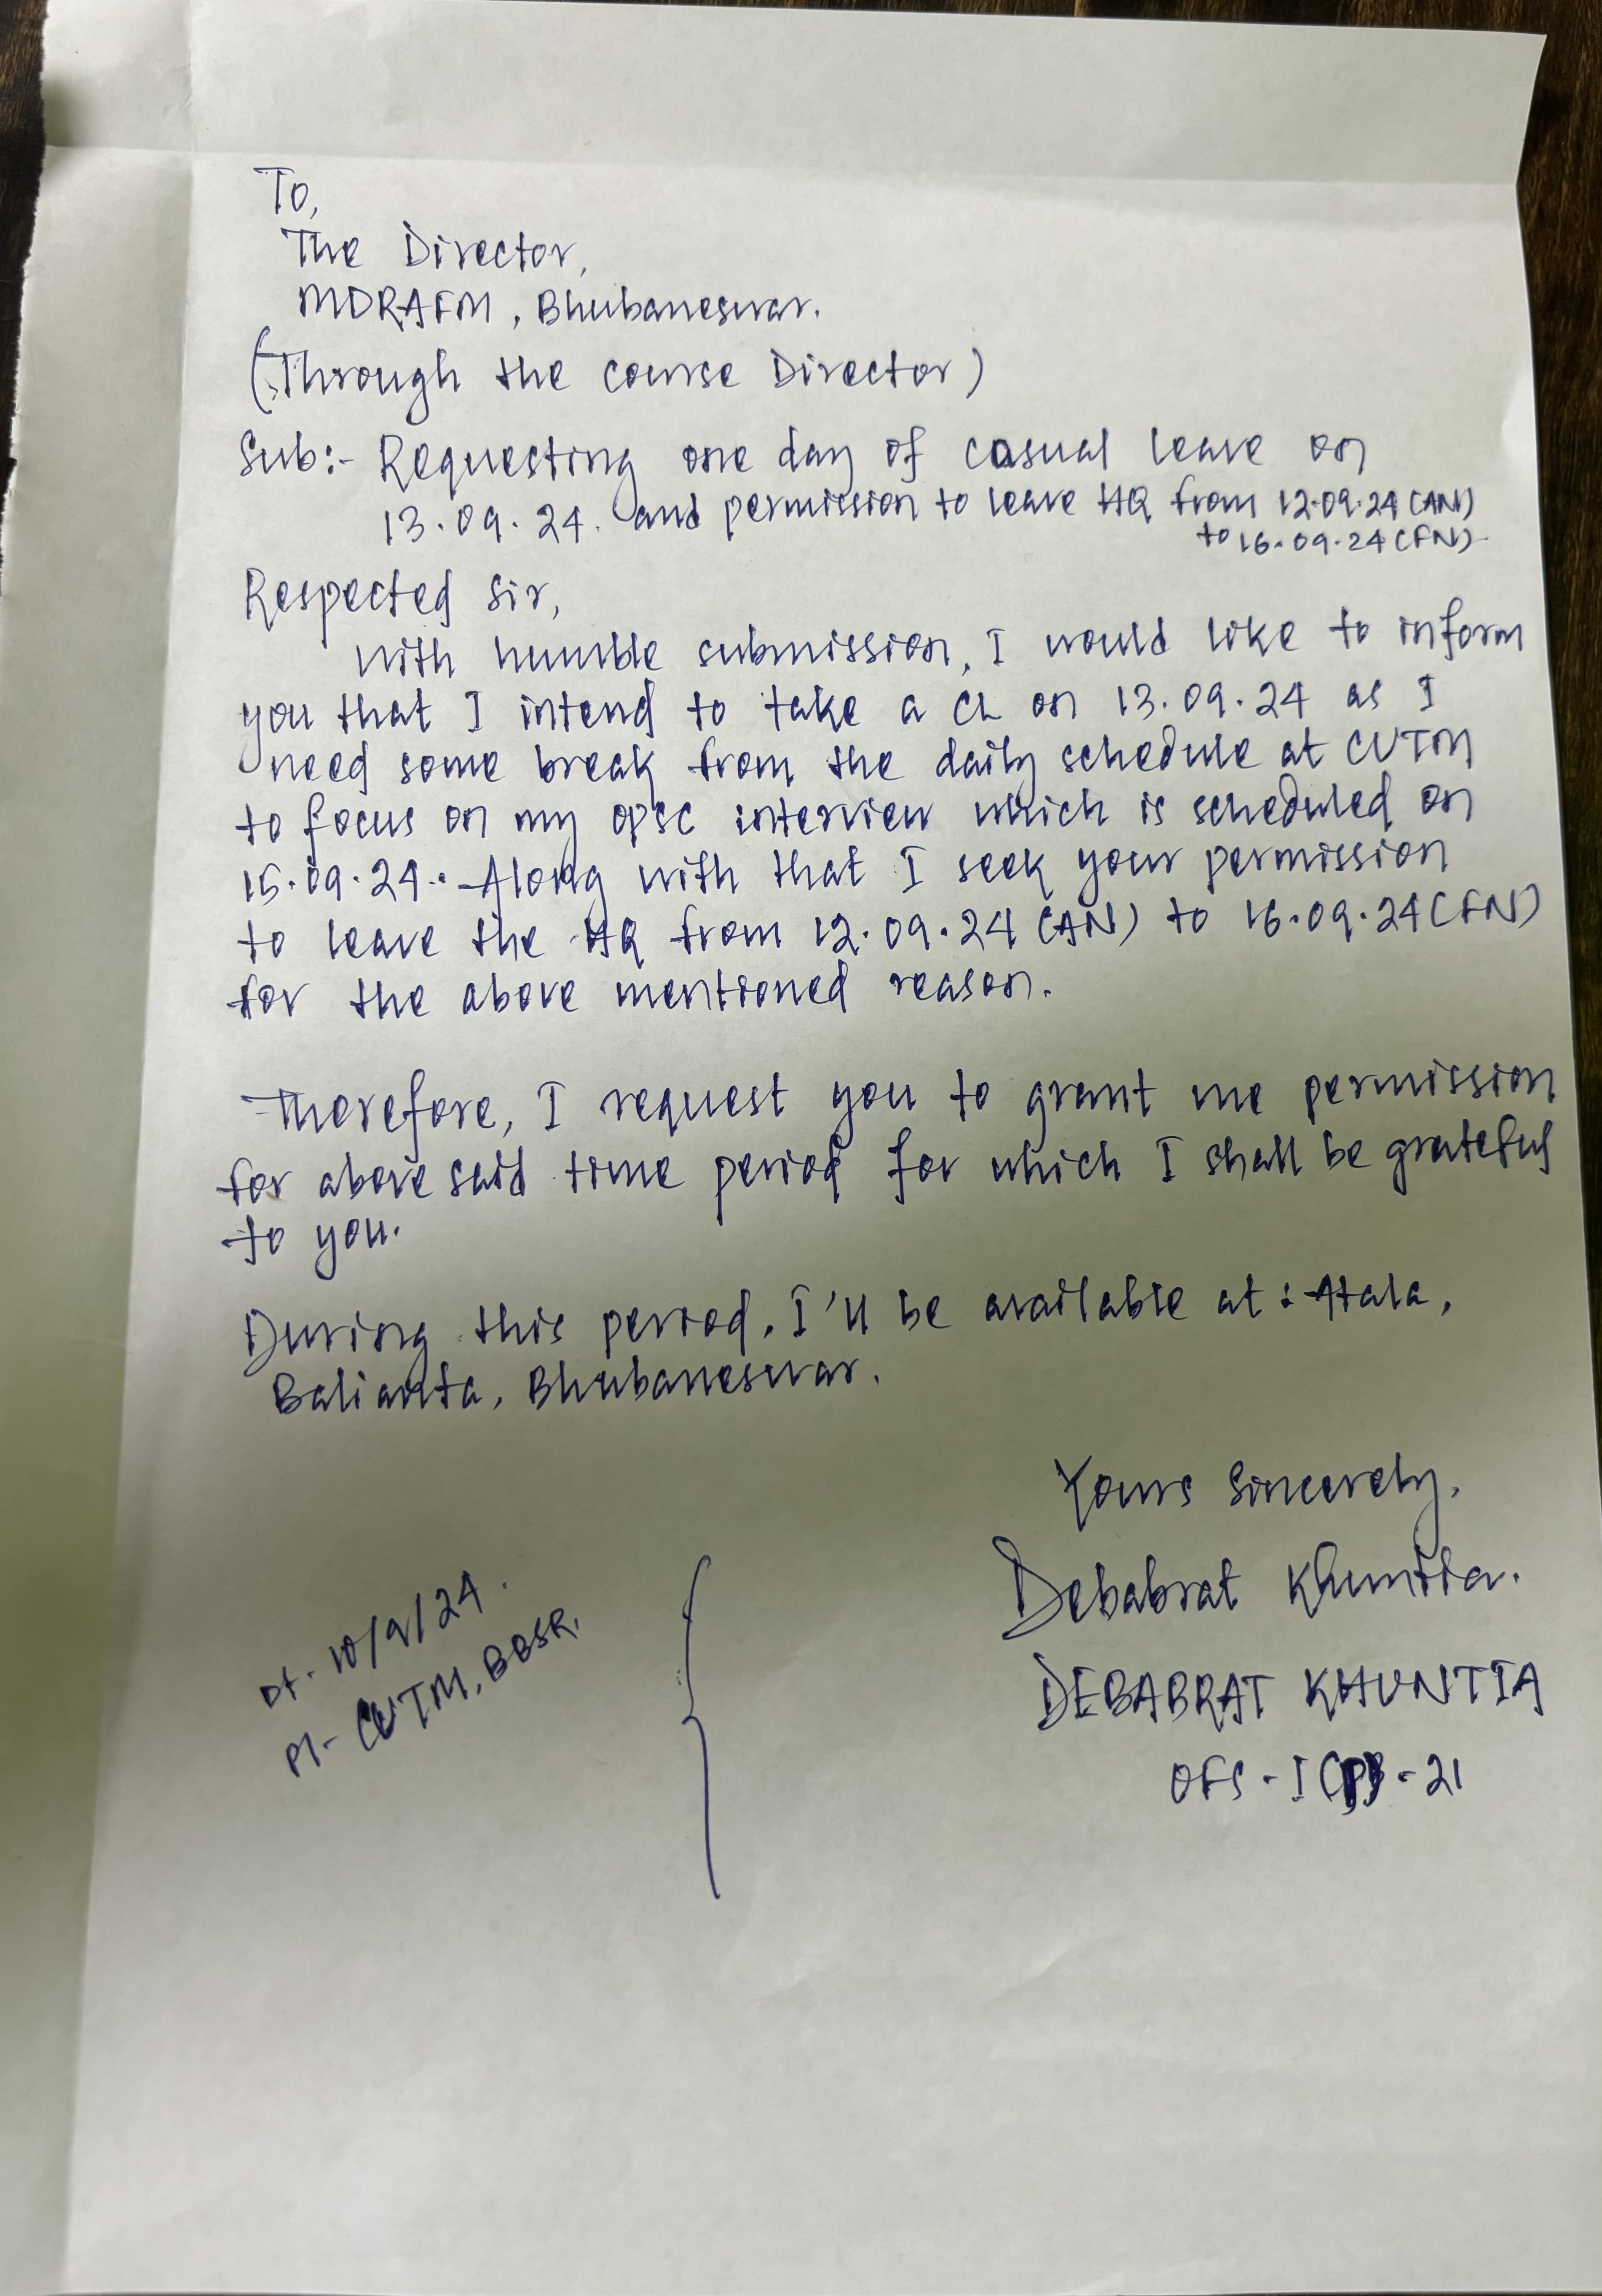 To,
The Director,
MDRAFM, Bhubaneswar.
(Through the course Director)
Sub:- Requesting one day of casual leave on
13.09.24. and permission to leave HQ from 12.09.24 (AN)
to 16.09.24 (FN)
Respected Sir,
With humble submission, I would like to inform
you that I intend to take a CL on 13.09.24 as I
need some break from the daily schedule at CUTM
to focus on my OPSC interview which is scheduled on
15.09.24. Along with that I seek your permission
to leave the HQ from 12.09.24 (AN) to 16.09.24 (FN)
for the above mentioned reason.
Therefore, I request you to grant me permission
for above said time period for which I shall be grateful
to you.
During this period, I'll be available at : Atala,
Balianta, Bhubaneswar.
Yours Sincerely,
Debabrat Khuntia.
DEBABRAT KHUNTIA
OFS - I - 21
Dt. 10/9/24.
Pl- CUTM, BBSR.